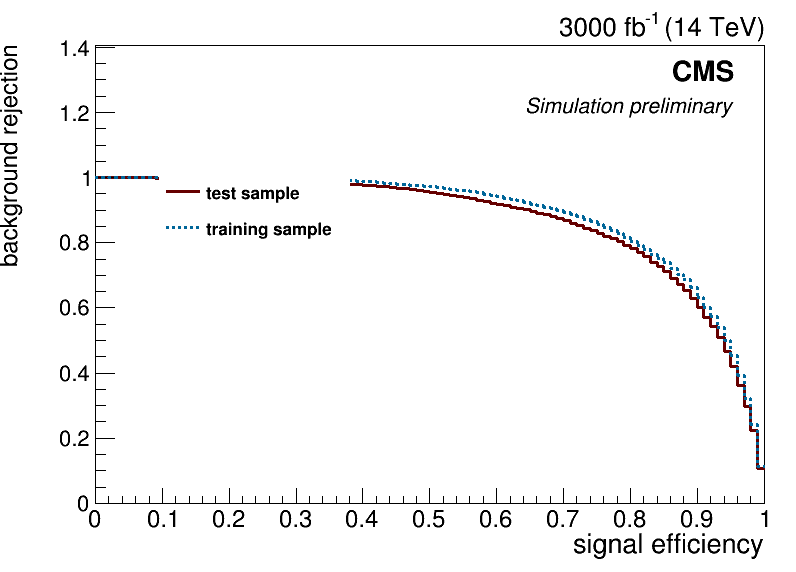 3000 fb-1 (14 TeV)
CMS
Simulation preliminary
background rejection
1.4
1.2
1
0.8
0.6
0.4
0.2
0
test sample
training sample
0 0.1 0.2 0.3 0.4 0.5 0.6 0.7 0.8 0.9 1
signal efficiency